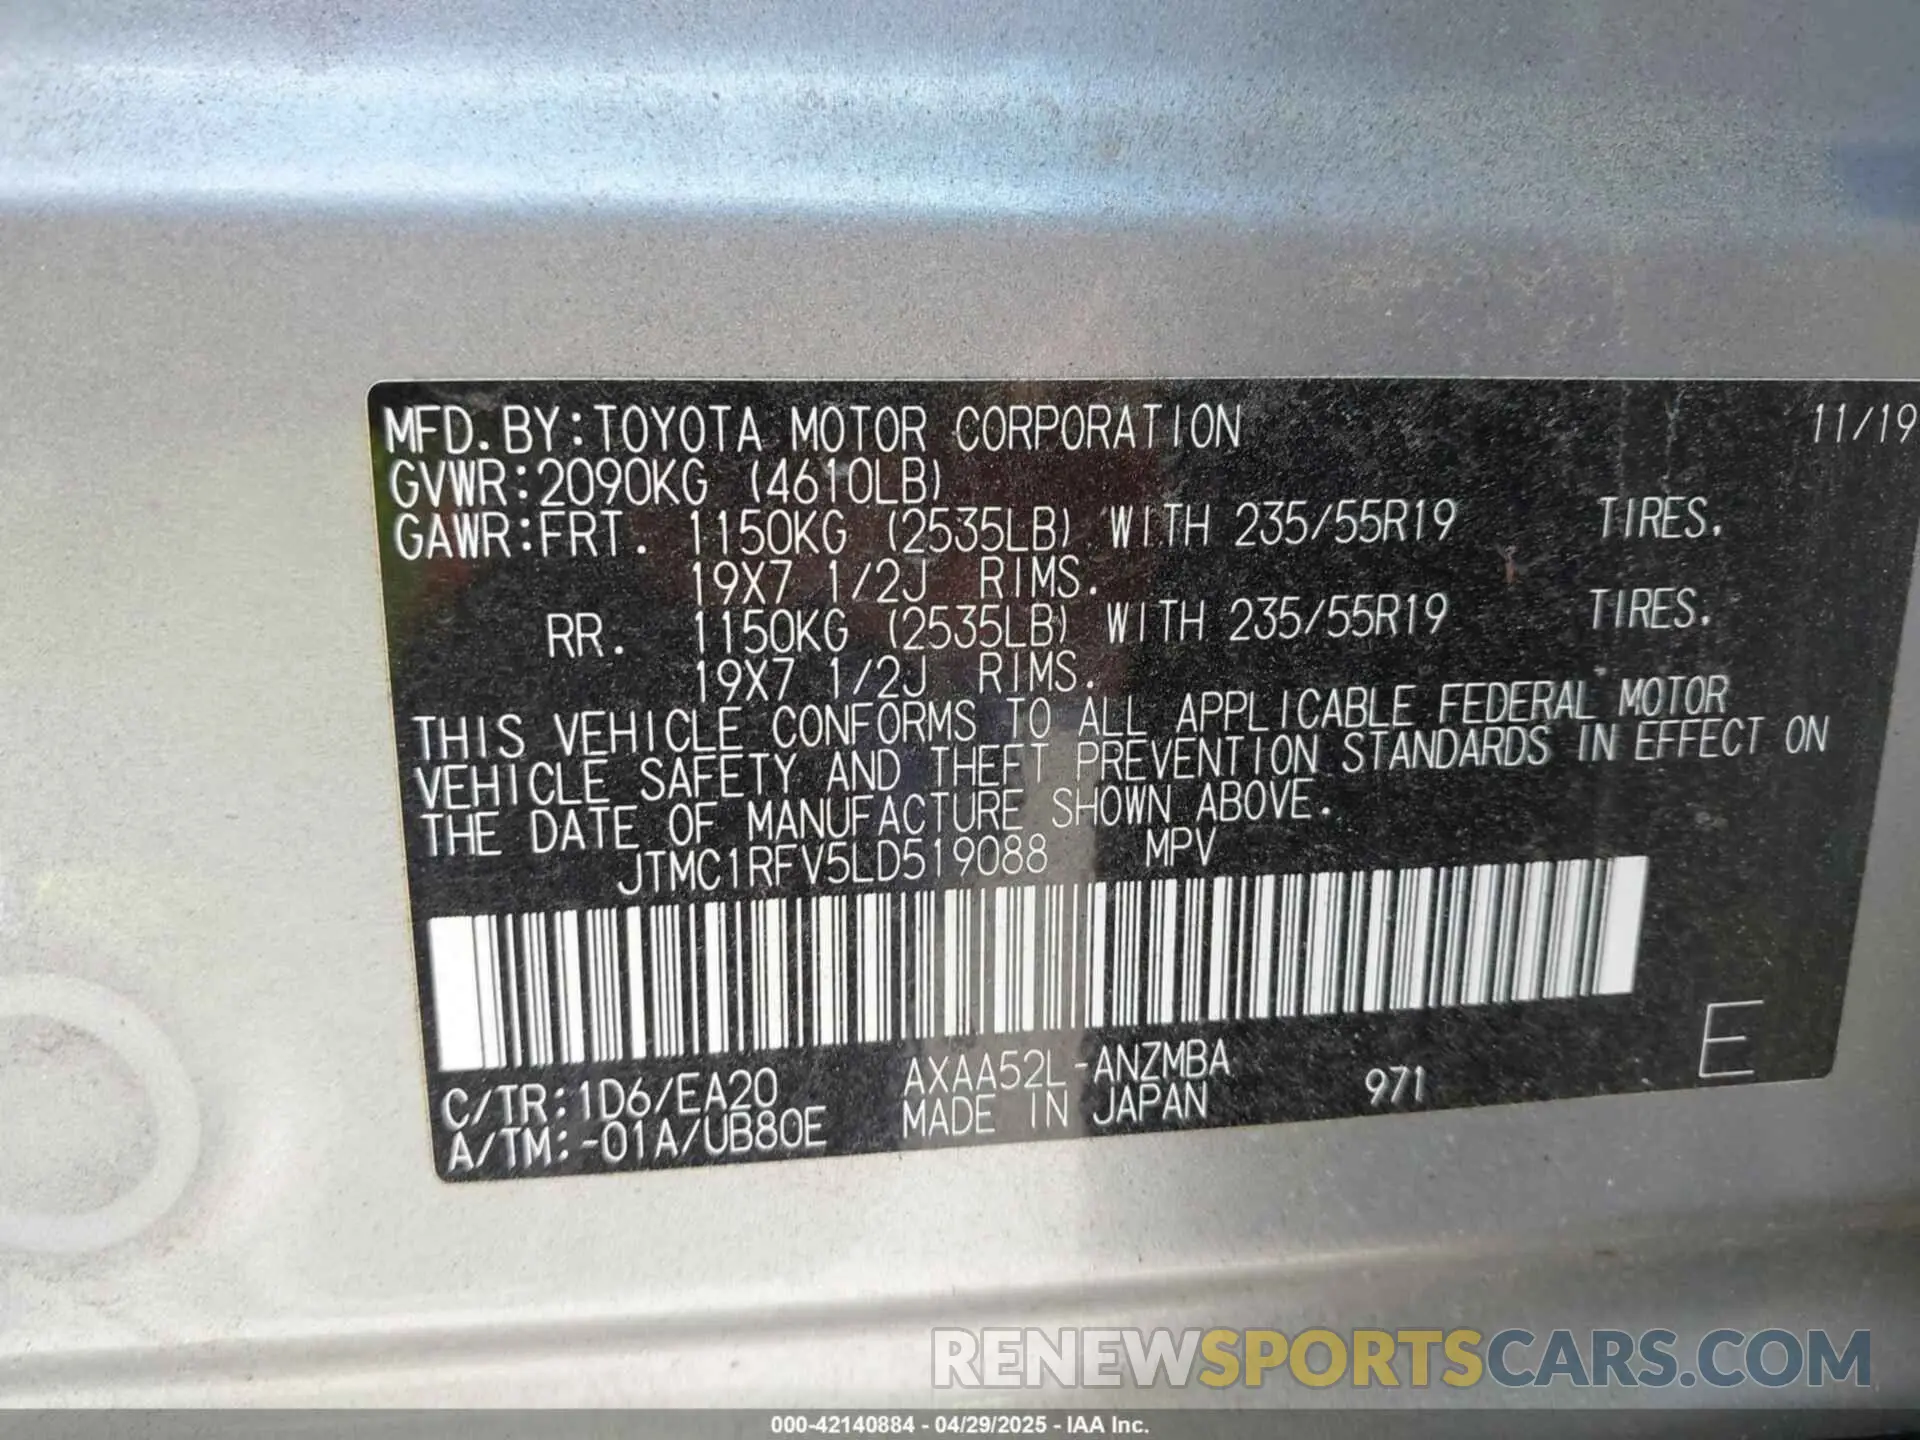 MFD.BY:TOYOTA MOTOR CORPORATION 11/19
GVWR:2090KG (4610LB)
GAWR:FRT. 1150KG (2535LB) WITH 235/55R19 TIRES.
19X7 1/2J RIMS.
RR. 1150KG (2535LB) WITH 235/55R19 TIRES.
19X7 1/2J RIMS.
THIS VEHICLE CONFORMS TO ALL APPLICABLE FEDERAL MOTOR
VEHICLE SAFETY AND THEFT PREVENTION STANDARDS IN EFFECT ON
THE DATE OF MANUFACTURE SHOWN ABOVE.
JTMC1RFV5LD519088 MPV
E
C/TR:1D6/EA20 AXAA52L-ANZMBA 971
A/TM:-01A/UB80E MADE IN JAPAN
RENEWSPORTSCARS.COM
000-42140884 - 04/29/2025 - IAA Inc.